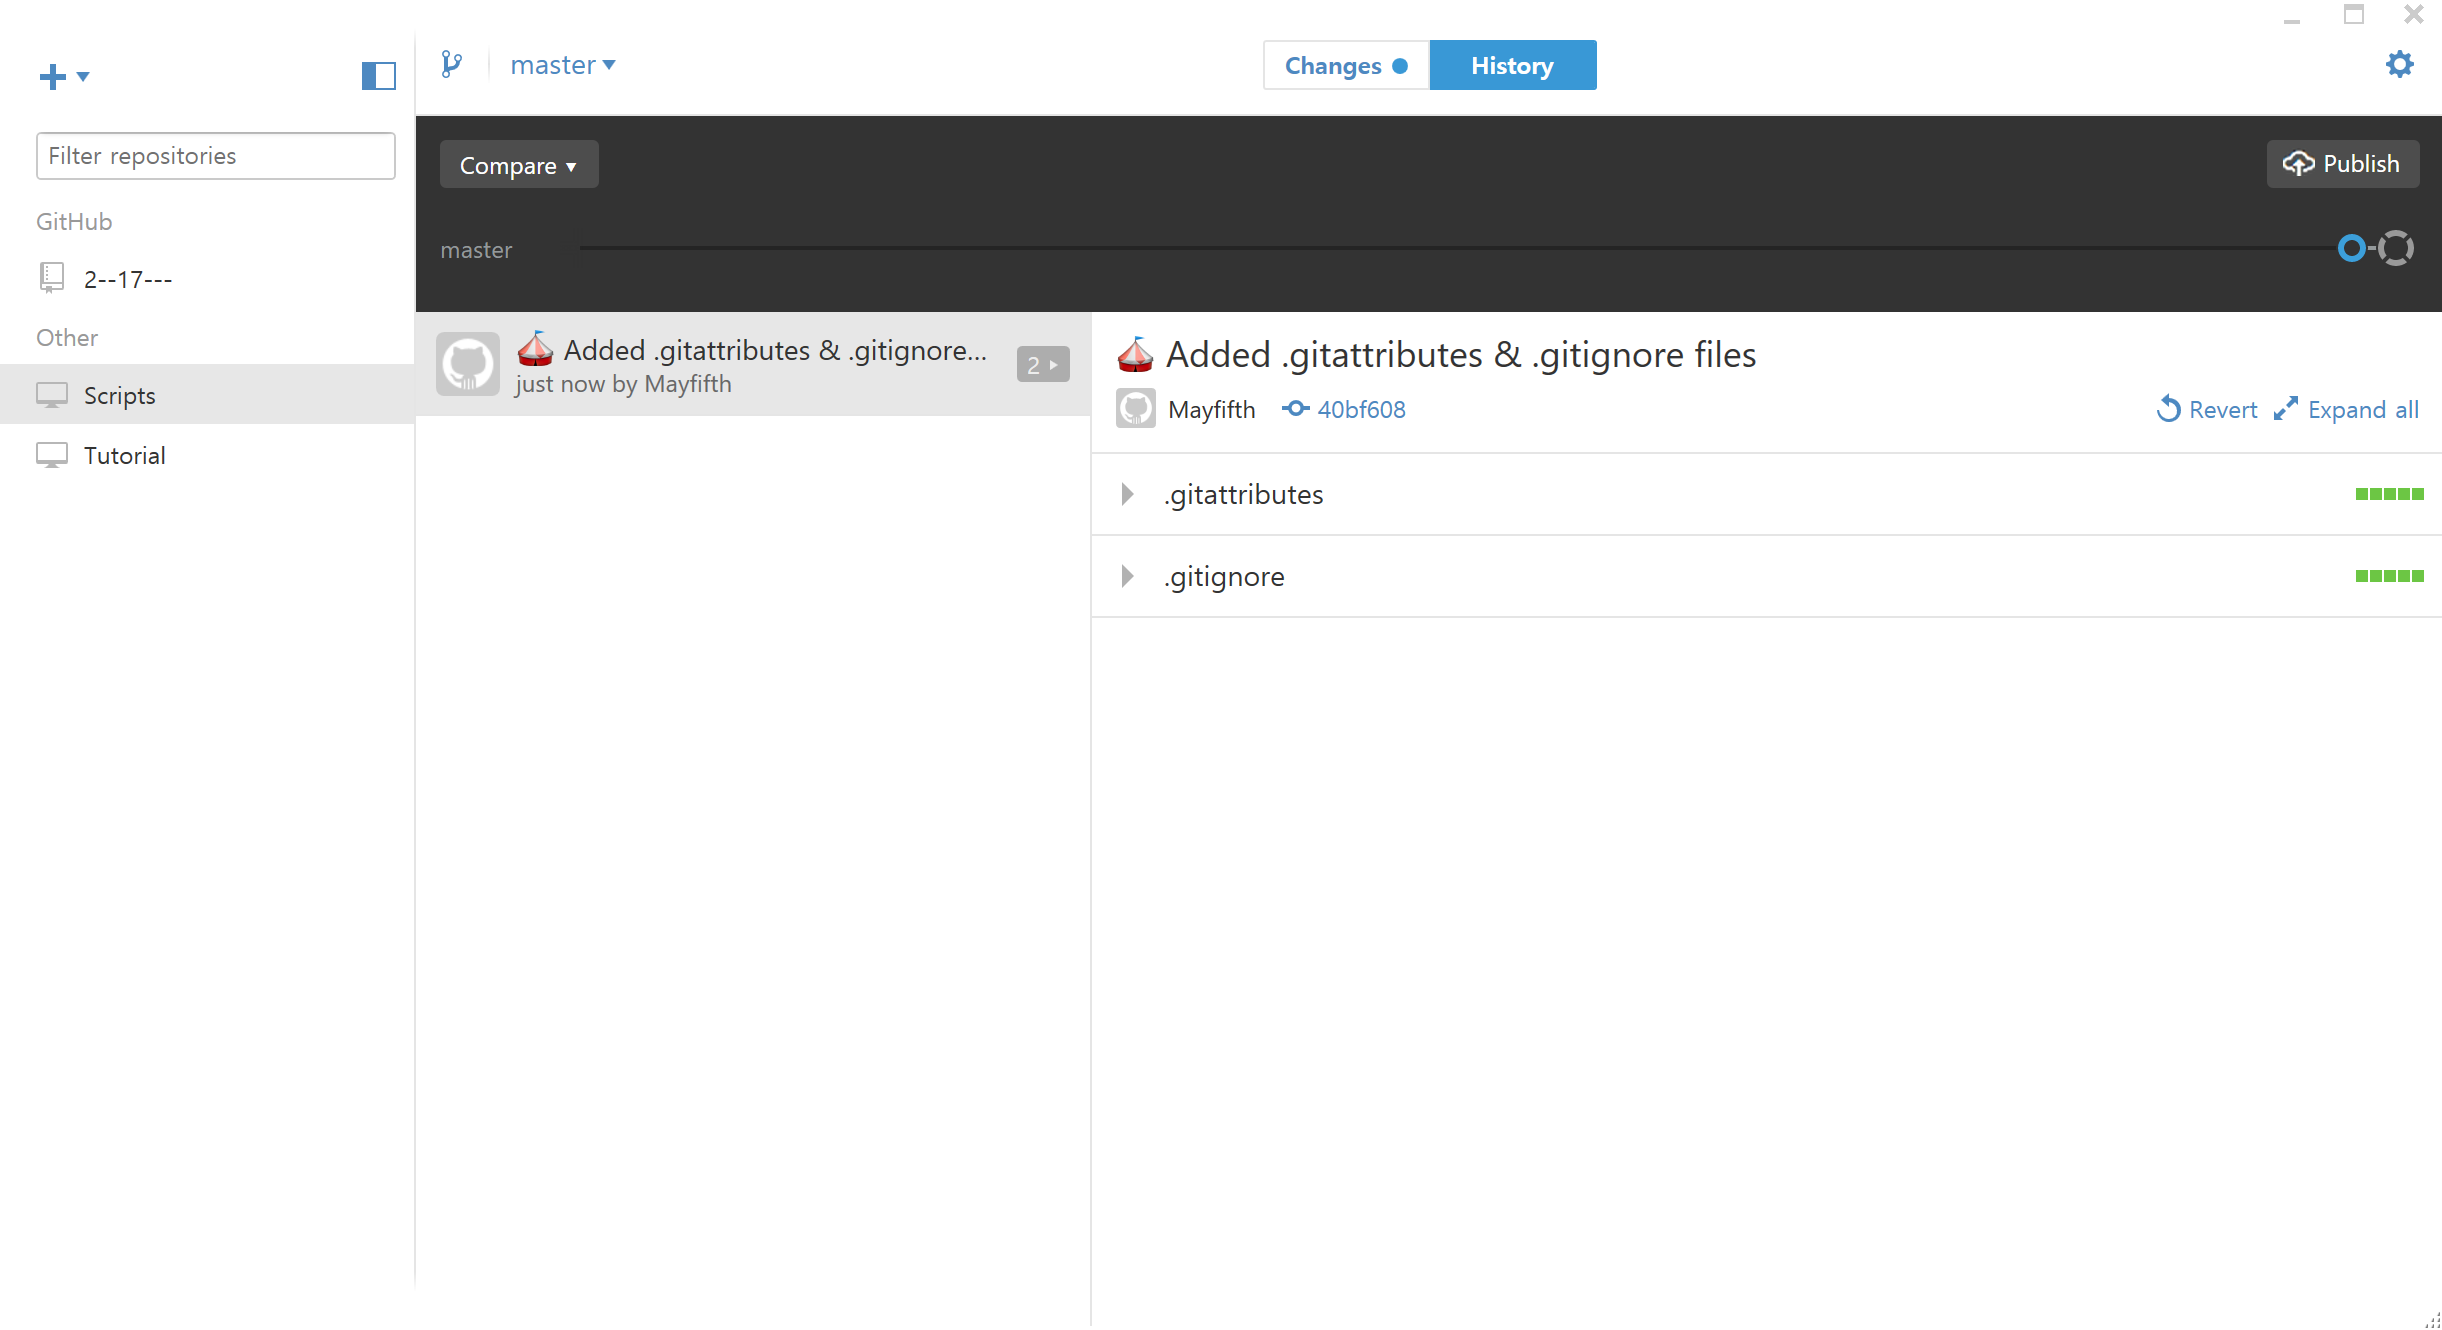 master
Changes
History
Filter repositories
GitHub
2--17---
Other
Scripts
Tutorial
Compare
Publish
master
Added .gitattributes & .gitignore...
just now by Mayfifth
2
Added .gitattributes & .gitignore files
Mayfifth
40bf608
Revert
Expand all
.gitattributes
.gitignore